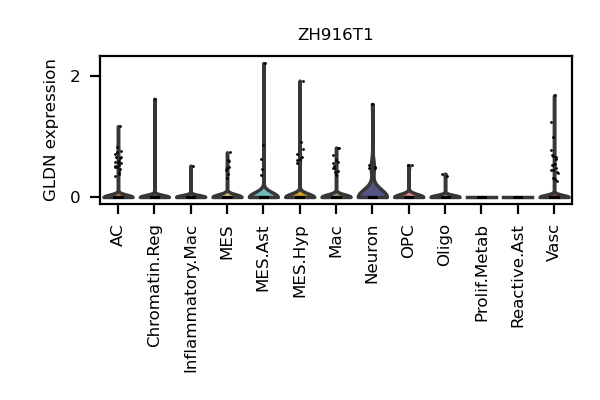 ZH916T1
GLDN expression
2
0
AC
Chromatin.Reg
Inflammatory.Mac
MES
MES.Ast
MES.Hyp
Mac
Neuron
OPC
Oligo
Prolif.Metab
Reactive.Ast
Vasc